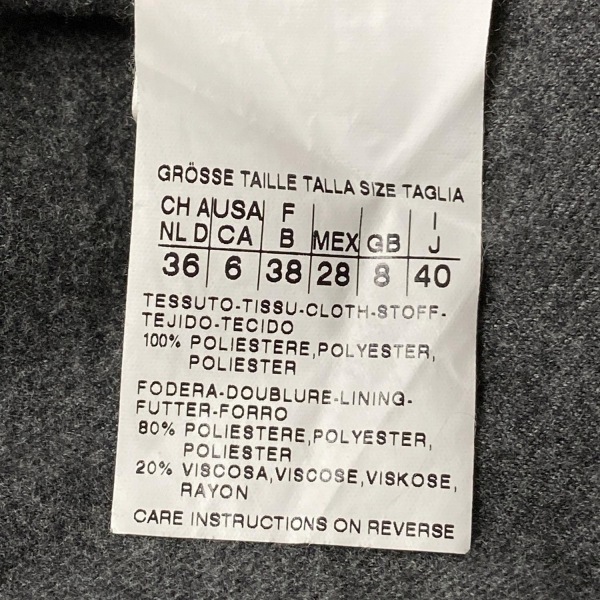 GRÖSSE TAILLE TALLA SIZE TAGLIA
CH A USA F I
NL D CA B MEX GB J
36 6 38 28 8 40
TESSUTO-TISSU-CLOTH-STOFF-
TEJIDO-TECIDO
100% POLIESTERE,POLYESTER,
POLIESTER
FODERA-DOUBLURE-LINING-
FUTTER-FORRO
80% POLIESTERE,POLYESTER,
POLIESTER
20% VISCOSA,VISCOSE,VISKOSE,
RAYON
CARE INSTRUCTIONS ON REVERSE